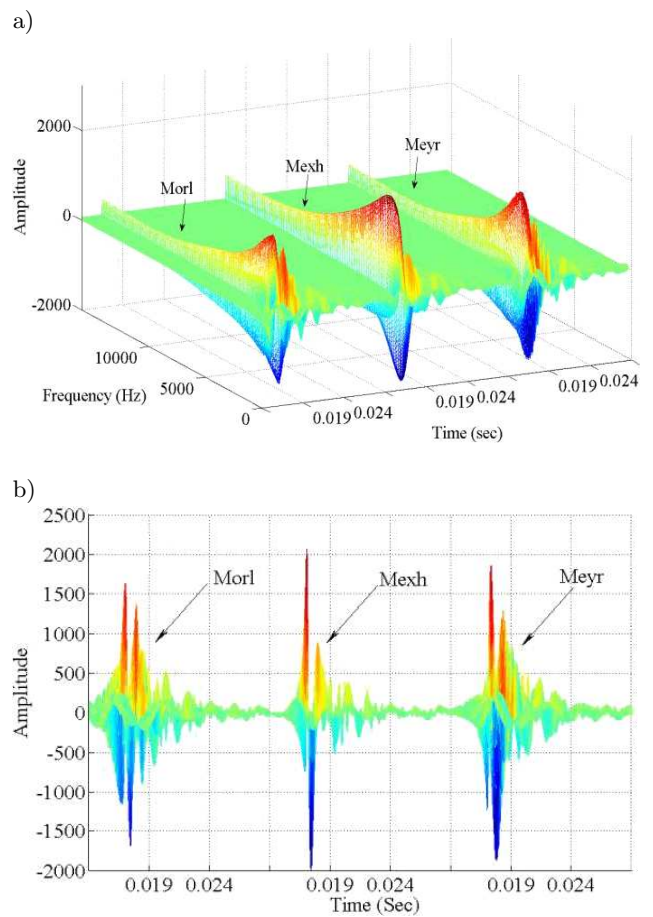 a)
Amplitude
2000
0
-2000
Morl
Mexh
Meyr
10000
5000
0
Frequency (Hz)
0.019 0.024
0.019 0.024
0.019 0.024
Time (sec)
b)
Amplitude
2500
2000
1500
1000
500
0
-500
-1000
-1500
-2000
Morl
Mexh
Meyr
0.019 0.024 0.019 0.024 0.019 0.024
Time (Sec)